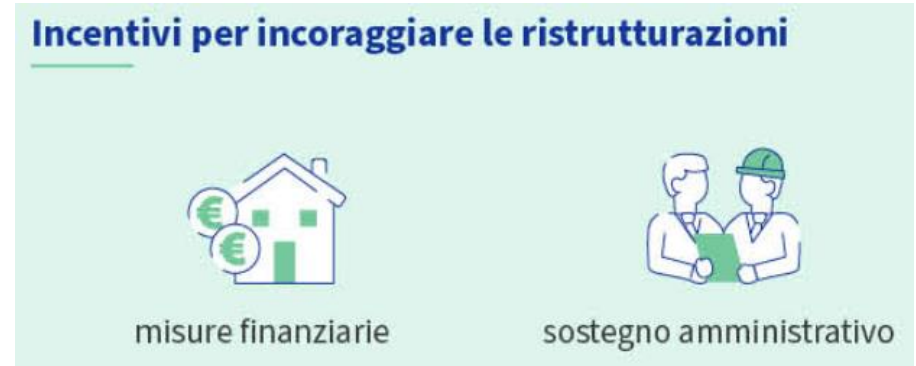 Incentivi per incoraggiare le ristrutturazioni
€
€
misure finanziarie
sostegno amministrativo